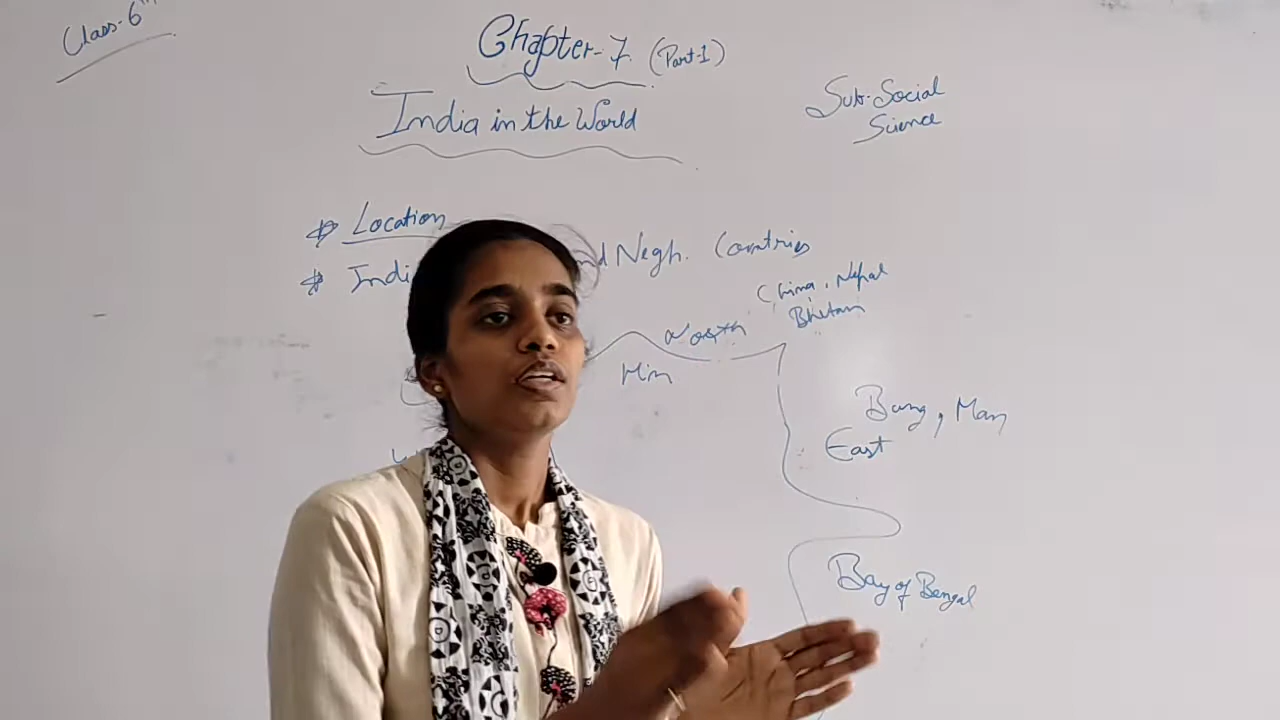 Class-6th
Chapter-7 (Part-1)
India in the World
Sub-Social
Science
Location
Indi
nd Negh. Countries
China, Nepal
Bhutan
North
Him
Bang, Man
East
Bay of Bengal